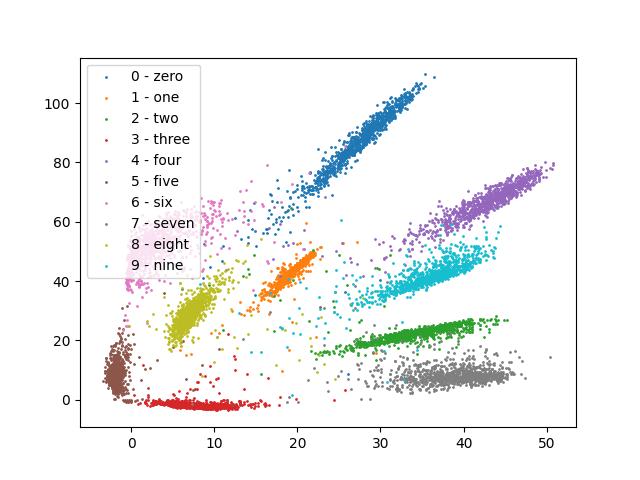 0 - zero
1 - one
2 - two
3 - three
4 - four
5 - five
6 - six
7 - seven
8 - eight
9 - nine
100
80
60
40
20
0
0 10 20 30 40 50